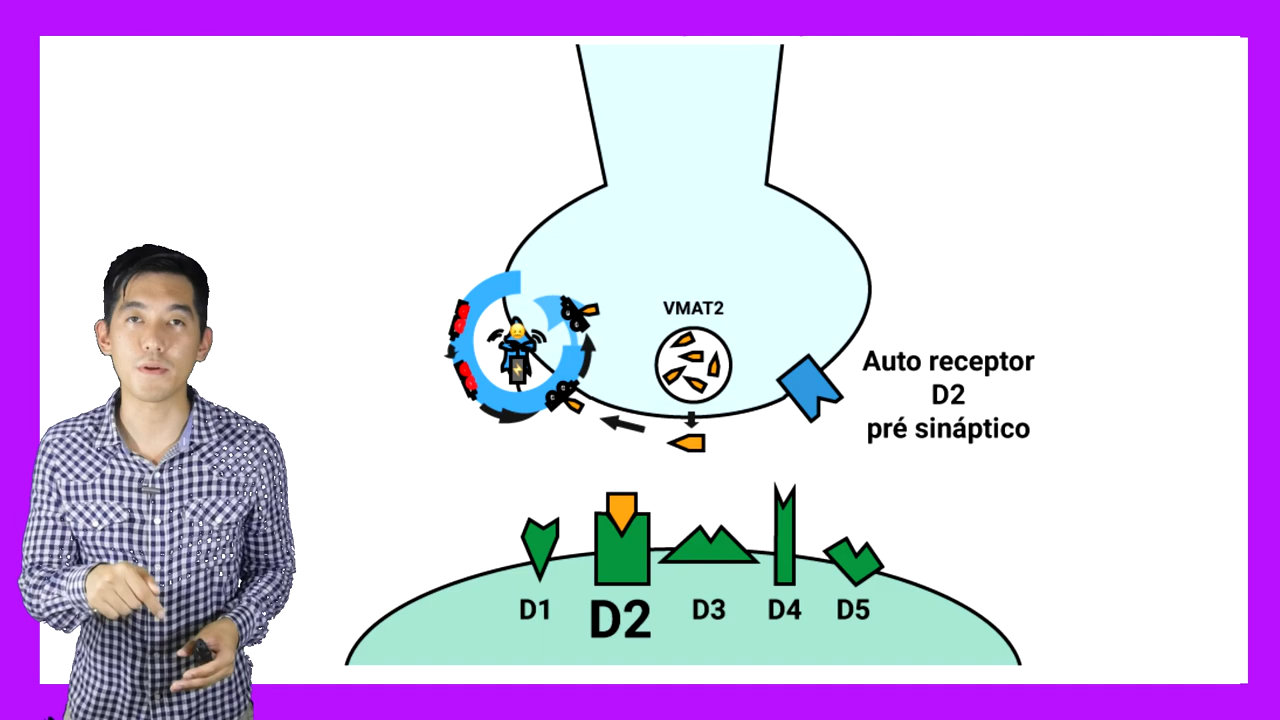 VMAT2
Auto receptor
D2
pré sináptico
D1
D2
D3
D4
D5